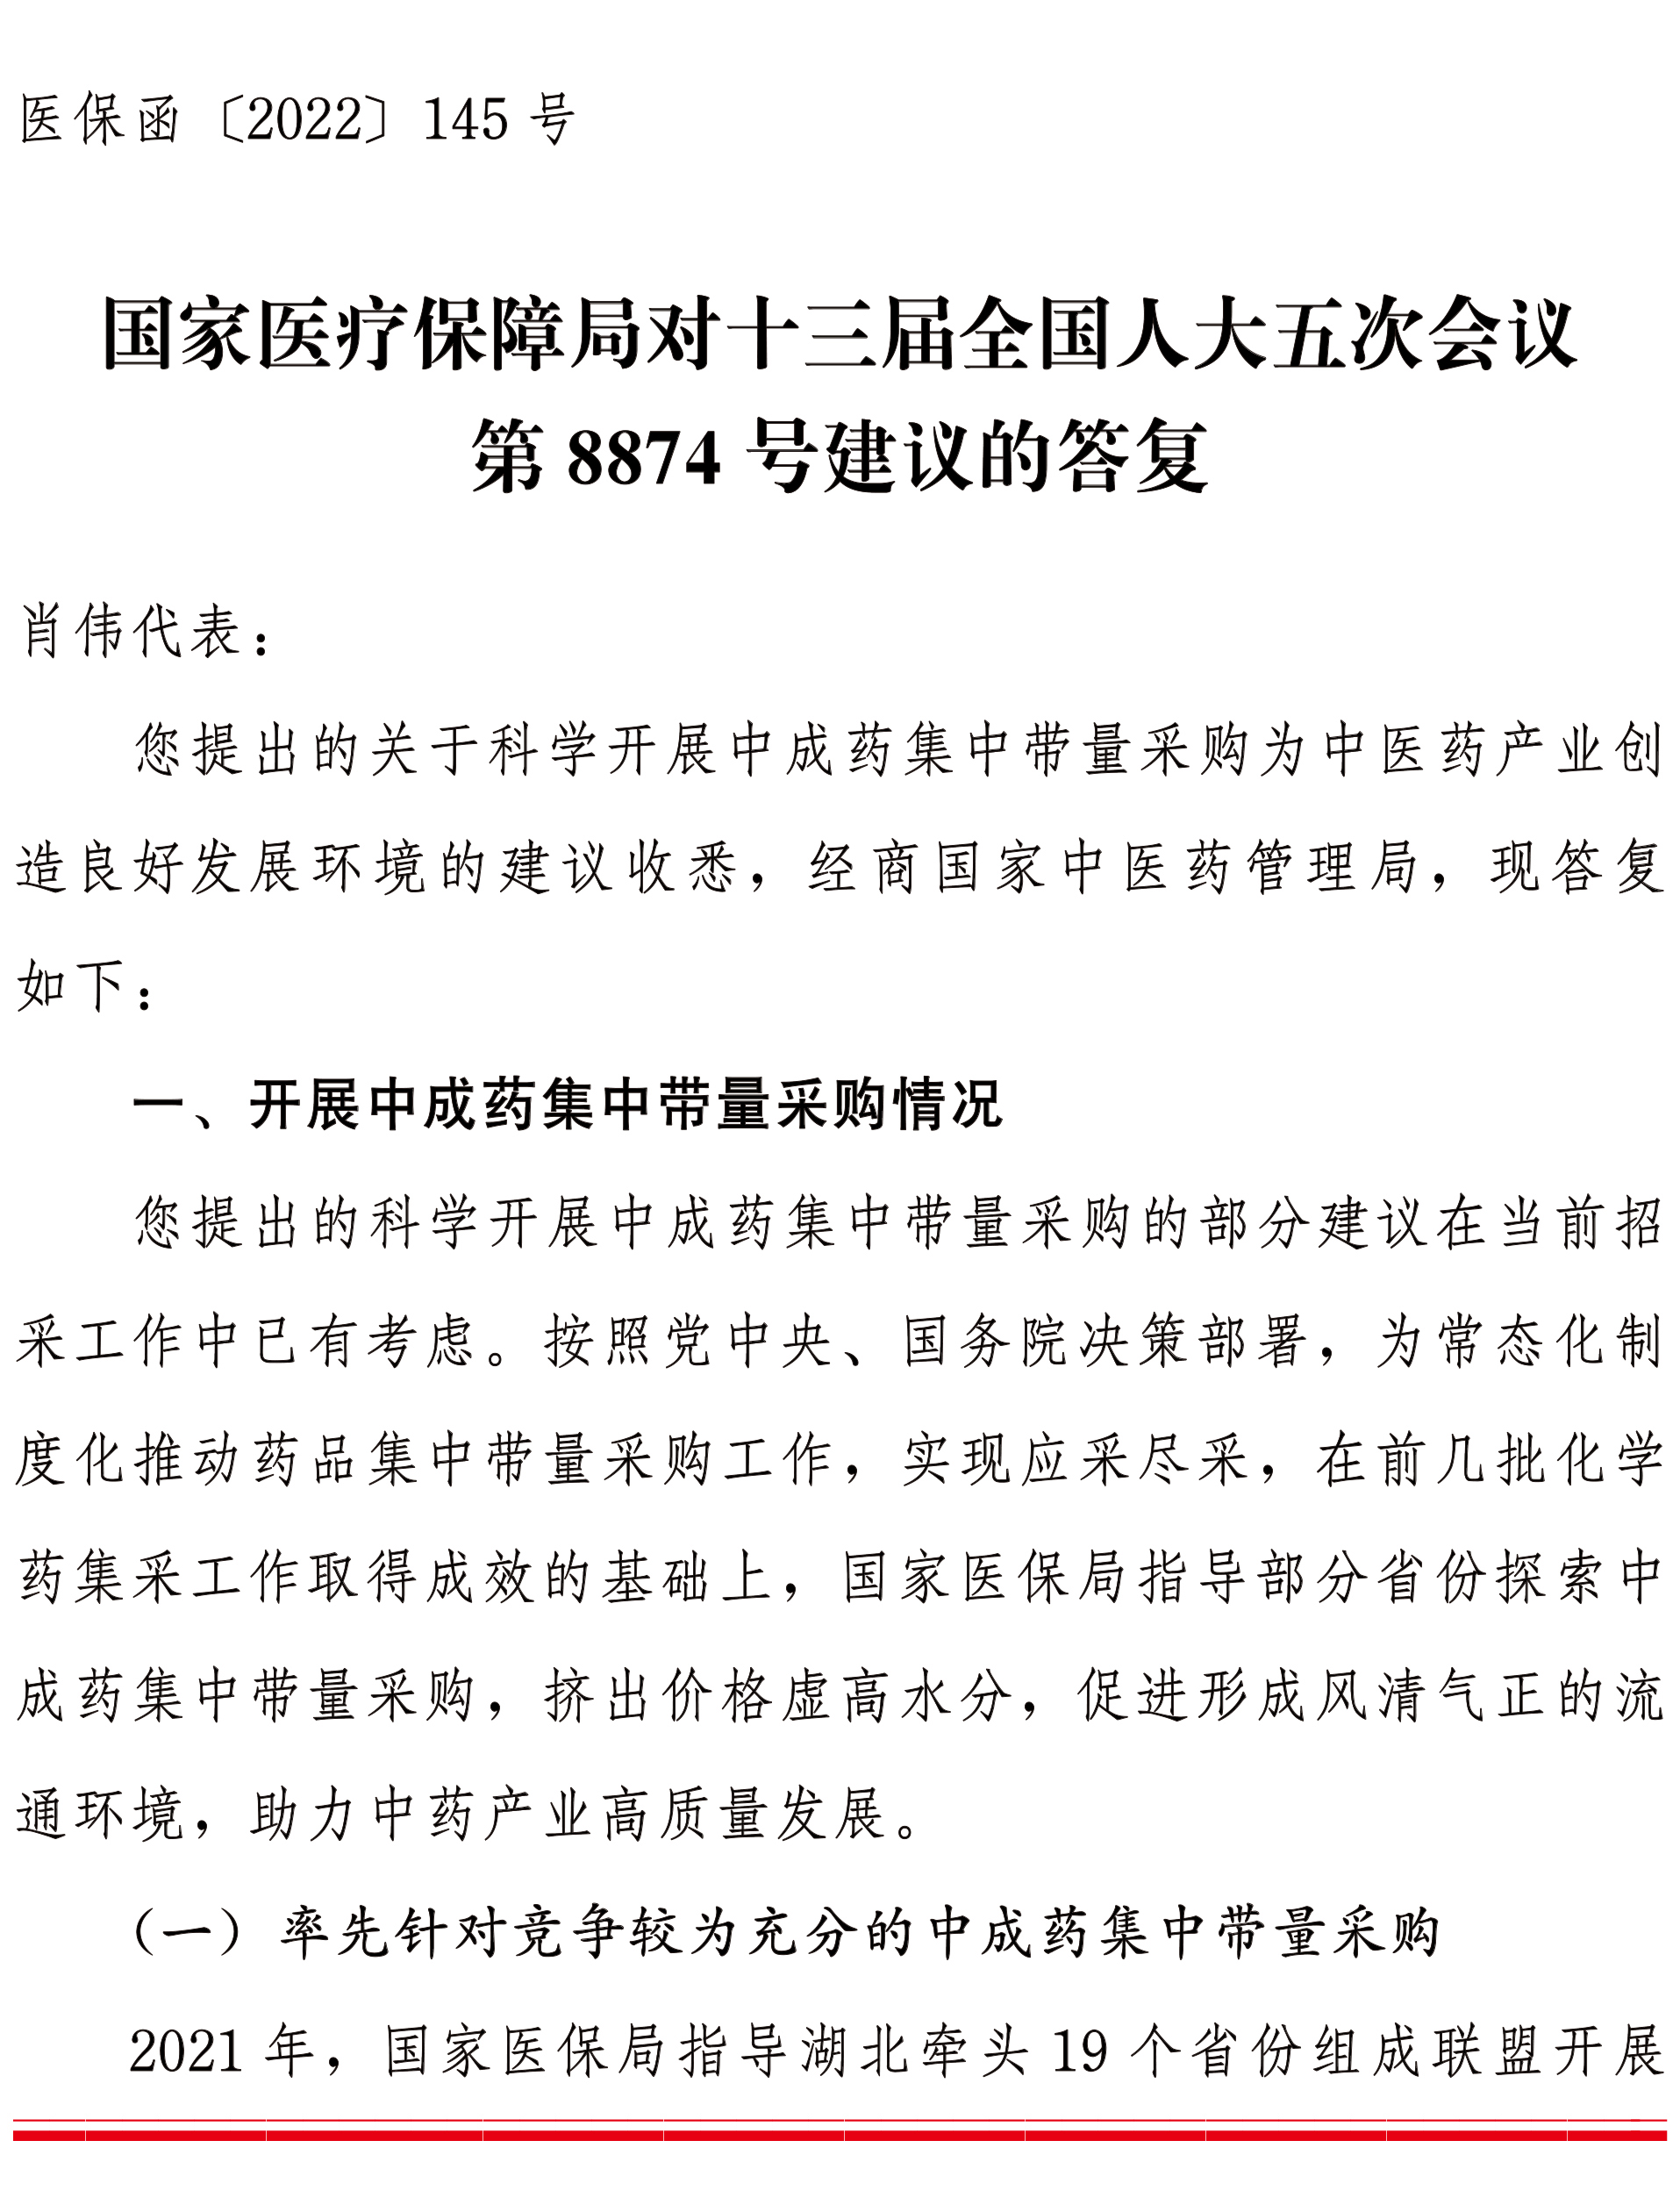 医保函〔2022〕145 号
国家医疗保障局对十三届全国人大五次会议
第 8874 号建议的答复
肖伟代表：
您提出的关于科学开展中成药集中带量采购为中医药产业创
造良好发展环境的建议收悉，经商国家中医药管理局，现答复
如下：
一、开展中成药集中带量采购情况
您提出的科学开展中成药集中带量采购的部分建议在当前招
采工作中已有考虑。按照党中央、国务院决策部署，为常态化制
度化推动药品集中带量采购工作，实现应采尽采，在前几批化学
药集采工作取得成效的基础上，国家医保局指导部分省份探索中
成药集中带量采购，挤出价格虚高水分，促进形成风清气正的流
通环境，助力中药产业高质量发展。
（一）率先针对竞争较为充分的中成药集中带量采购
2021 年，国家医保局指导湖北牵头 19 个省份组成联盟开展